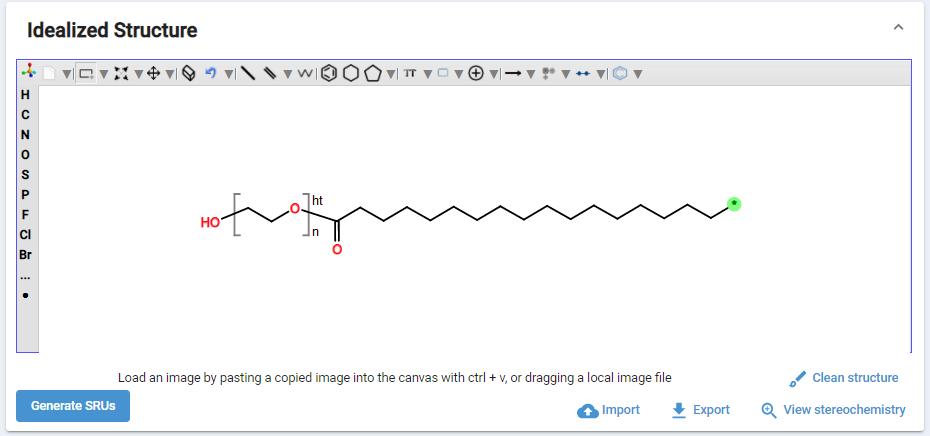 Idealized Structure
TT
H
C
N
O
S
P
F
Cl
Br
...
HO
O
ht
n
O
*
Load an image by pasting a copied image into the canvas with ctrl + v, or dragging a local image file
Clean structure
Generate SRUs
Import
Export
View stereochemistry